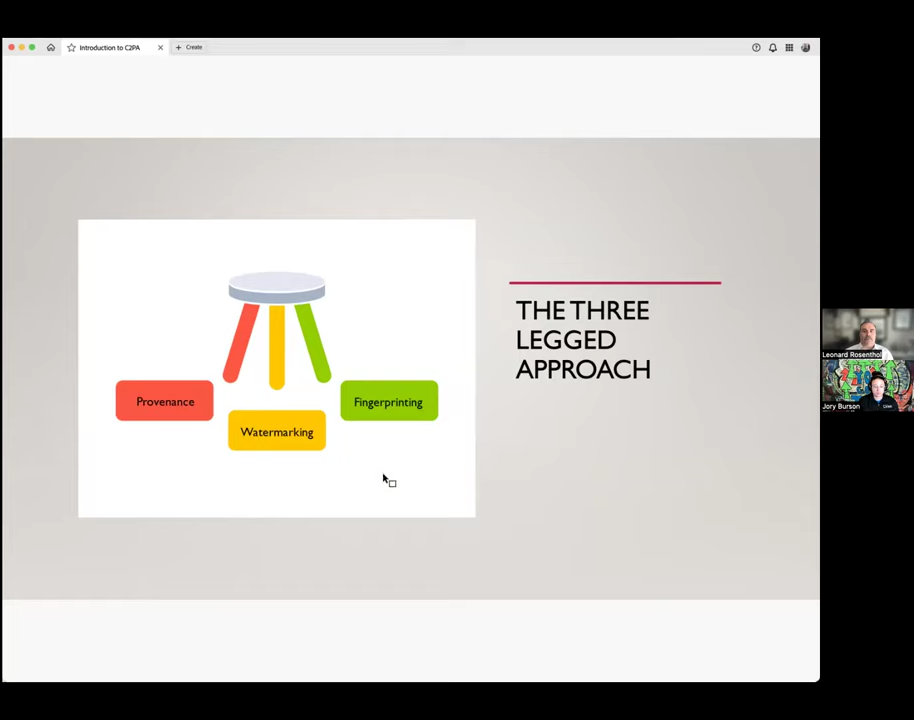 Introduction to C2PA
Create
THE THREE
LEGGED
APPROACH
Provenance
Fingerprinting
Watermarking
Leonard Rosenthol
Jory Burson